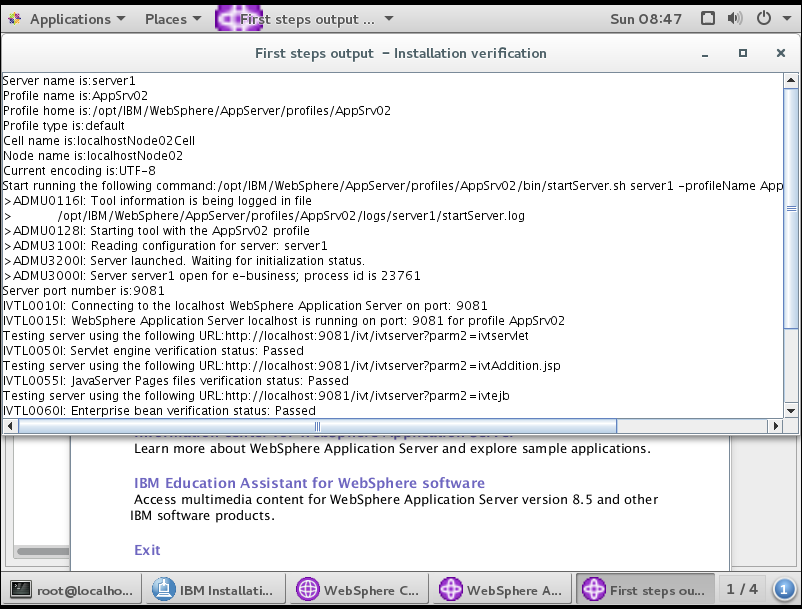 Applications Places First steps output ... Sun 08:47
First steps output – Installation verification
Server name is:server1
Profile name is:AppSrv02
Profile home is:/opt/IBM/WebSphere/AppServer/profiles/AppSrv02
Profile type is:default
Cell name is:localhostNode02Cell
Node name is:localhostNode02
Current encoding is:UTF-8
Start running the following command:/opt/IBM/WebSphere/AppServer/profiles/AppSrv02/bin/startServer.sh server1 -profileName App
>ADMU0116I: Tool information is being logged in file
> /opt/IBM/WebSphere/AppServer/profiles/AppSrv02/logs/server1/startServer.log
>ADMU0128I: Starting tool with the AppSrv02 profile
>ADMU3100I: Reading configuration for server: server1
>ADMU3200I: Server launched. Waiting for initialization status.
>ADMU3000I: Server server1 open for e-business; process id is 23761
Server port number is:9081
IVTL0010I: Connecting to the localhost WebSphere Application Server on port: 9081
IVTL0015I: WebSphere Application Server localhost is running on port: 9081 for profile AppSrv02
Testing server using the following URL:http://localhost:9081/ivt/ivtserver?parm2=ivtservlet
IVTL0050I: Servlet engine verification status: Passed
Testing server using the following URL:http://localhost:9081/ivt/ivtserver?parm2=ivtAddition.jsp
IVTL0055I: JavaServer Pages files verification status: Passed
Testing server using the following URL:http://localhost:9081/ivt/ivtserver?parm2=ivtejb
IVTL0060I: Enterprise bean verification status: Passed
Learn more about WebSphere Application Server and explore sample applications.
IBM Education Assistant for WebSphere software
Access multimedia content for WebSphere Application Server version 8.5 and other
IBM software products.
Exit
root@localho... IBM Installati... WebSphere C... WebSphere A... First steps ou... 1 / 4 1